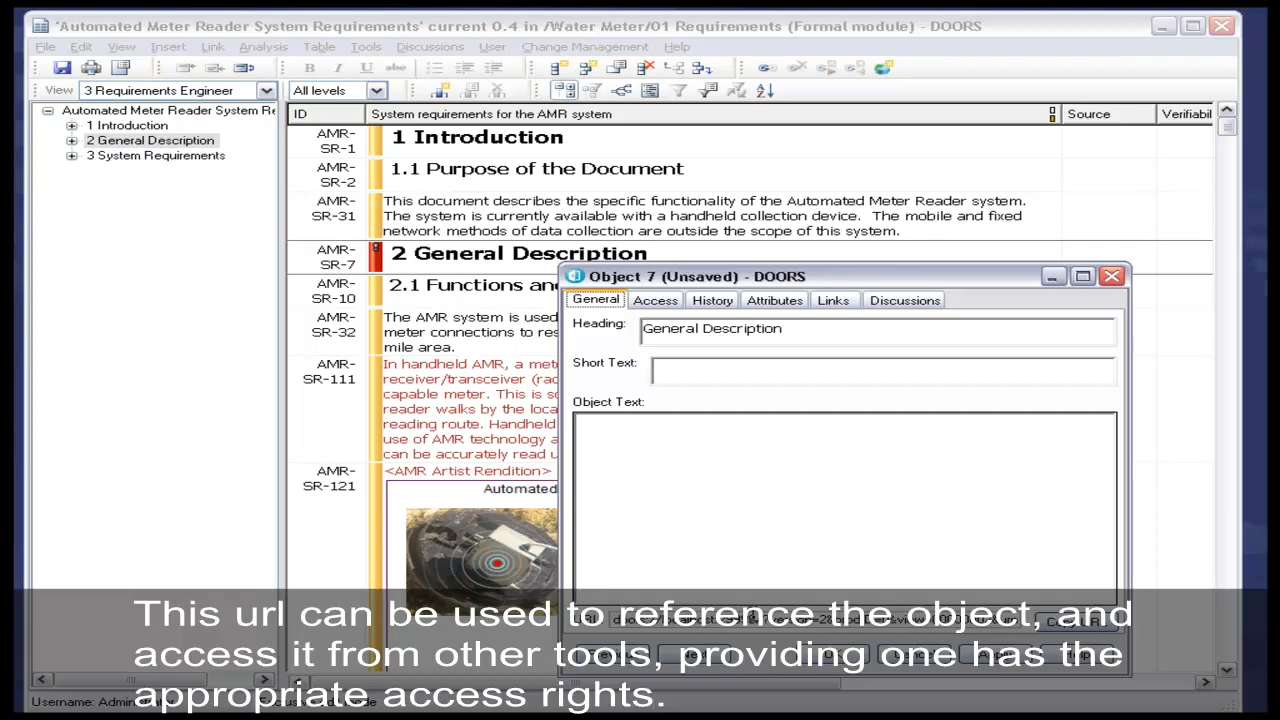 'Automated Meter Reader System Requirements' current 0.4 in /Water Meter/01 Requirements (Formal module) - DOORS
File Edit View Insert Link Analysis Table Tools Discussions User Change Management Help
View 3 Requirements Engineer All levels
Automated Meter Reader System Re
1 Introduction
2 General Description
3 System Requirements
ID System requirements for the AMR system Source Verifiabil
AMR-
SR-1
1 Introduction
AMR-
SR-2
1.1 Purpose of the Document
AMR-
SR-31
This document describes the specific functionality of the Automated Meter Reader system.
The system is currently available with a handheld collection device. The mobile and fixed
network methods of data collection are outside the scope of this system.
AMR-
SR-7
2 General Description
AMR-
SR-10
2.1 Functions an
AMR-
SR-32
The AMR system is used
meter connections to res
mile area.
AMR-
SR-111
In handheld AMR, a met
receiver/transceiver (rad
capable meter. This is so
reader walks by the loca
reading route. Handheld
use of AMR technology a
can be accurately read u
AMR-
SR-121
<AMR Artist Rendition>
Automated
Object 7 (Unsaved) - DOORS
General Access History Attributes Links Discussions
Heading: General Description
Short Text:
Object Text:
URL
Username: Administrat
This url can be used to reference the object, and
access it from other tools, providing one has the
appropriate access rights.